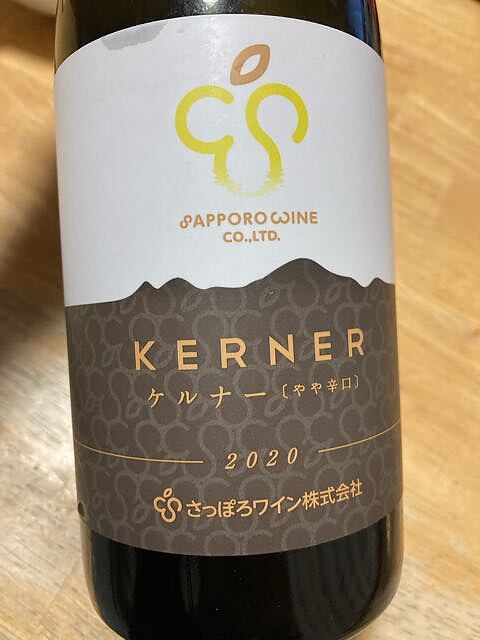 SAPPORO WINE
CO.,LTD.
KERNER
ケルナー〔やや辛口〕
2020
さっぽろワイン株式会社